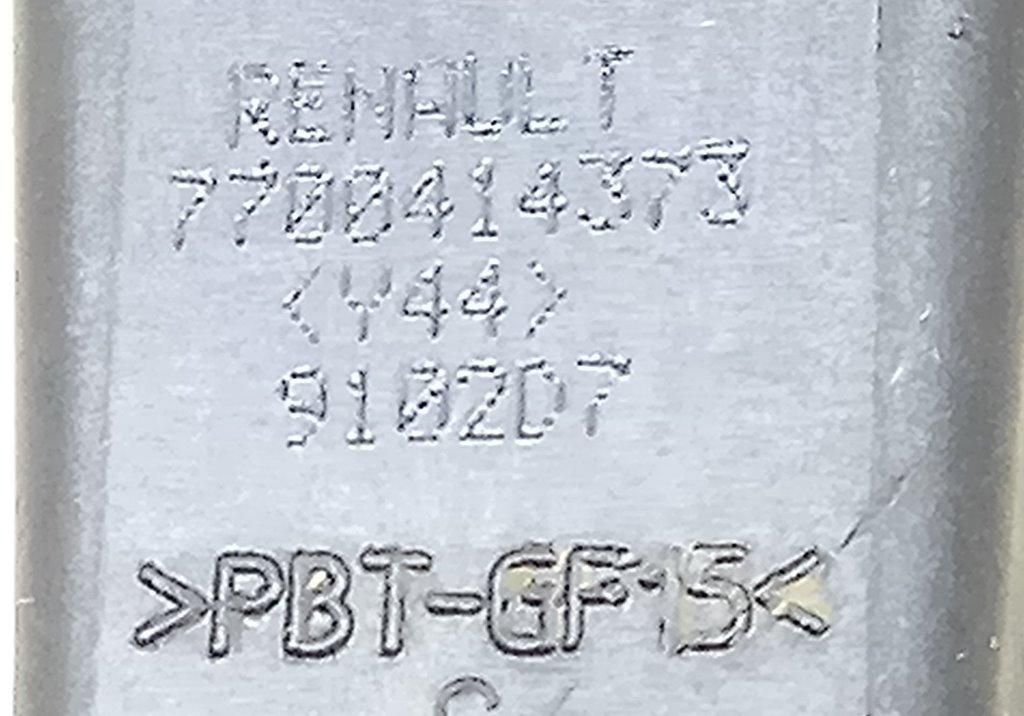 RENAULT
7700414373
<Y44>
9102D7
>PBT-GF15<